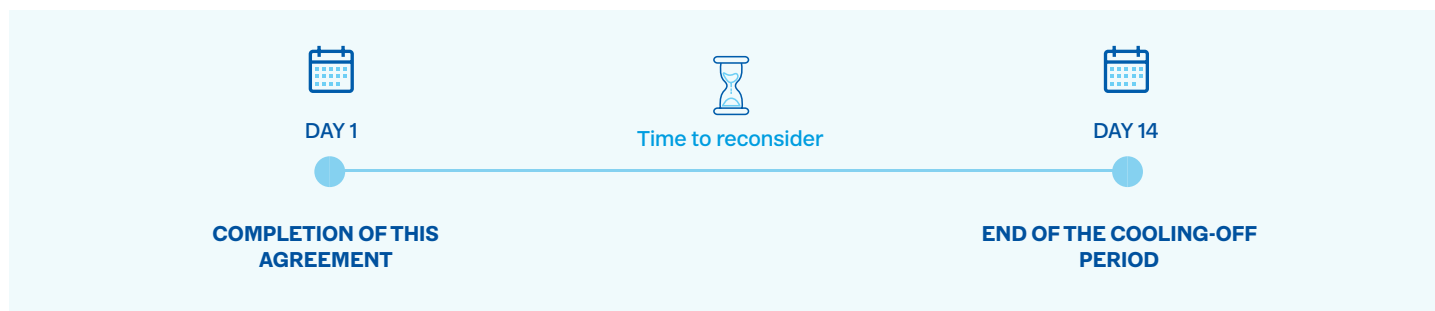 DAY 1
Time to reconsider
DAY 14
COMPLETION OF THIS
AGREEMENT
END OF THE COOLING-OFF
PERIOD